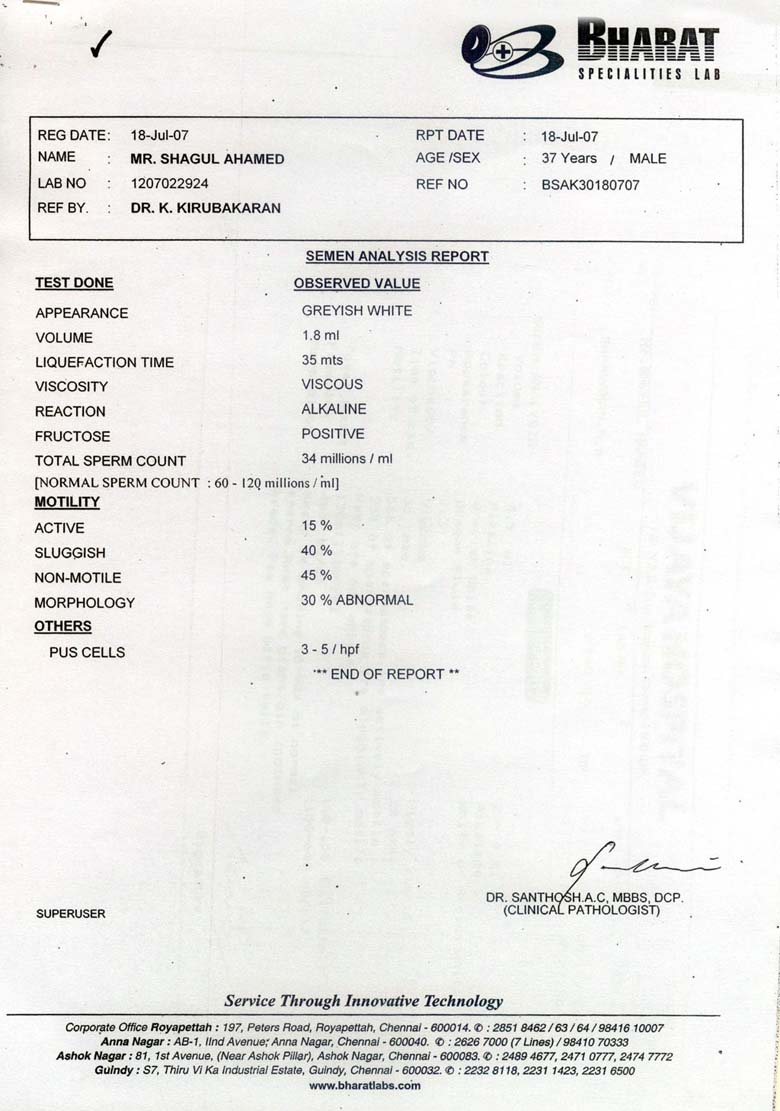 BHARAT
SPECIALITIES LAB
REG DATE: 18-Jul-07 RPT DATE : 18-Jul-07
NAME : MR. SHAGUL AHAMED AGE /SEX : 37 Years / MALE
LAB NO : 1207022924 REF NO : BSAK30180707
REF BY. : DR. K. KIRUBAKARAN
SEMEN ANALYSIS REPORT
TEST DONE OBSERVED VALUE
APPEARANCE GREYISH WHITE
VOLUME 1.8 ml
LIQUEFACTION TIME 35 mts
VISCOSITY VISCOUS
REACTION ALKALINE
FRUCTOSE POSITIVE
TOTAL SPERM COUNT 34 millions / ml
[NORMAL SPERM COUNT : 60 - 120 millions / ml]
MOTILITY
ACTIVE 15 %
SLUGGISH 40 %
NON-MOTILE 45 %
MORPHOLOGY 30 % ABNORMAL
OTHERS
PUS CELLS 3 - 5 / hpf
** END OF REPORT **
DR. SANTHOSH.A.C, MBBS, DCP.
(CLINICAL PATHOLOGIST)
SUPERUSER
Service Through Innovative Technology
Corporate Office Royapettah : 197, Peters Road, Royapettah, Chennai - 600014. ✆ : 2851 8462 / 63 / 64 / 98416 10007
Anna Nagar : AB-1, IInd Avenue, Anna Nagar, Chennai - 600040. ✆ : 2626 7000 (7 Lines) / 98410 70333
Ashok Nagar : 81, 1st Avenue, (Near Ashok Pillar), Ashok Nagar, Chennai - 600083. ✆ : 2489 4677, 2471 0777, 2474 7772
Guindy : S7, Thiru Vi Ka Industrial Estate, Guindy, Chennai - 600032. ✆ : 2232 8118, 2231 1423, 2231 6500
www.bharatlabs.com